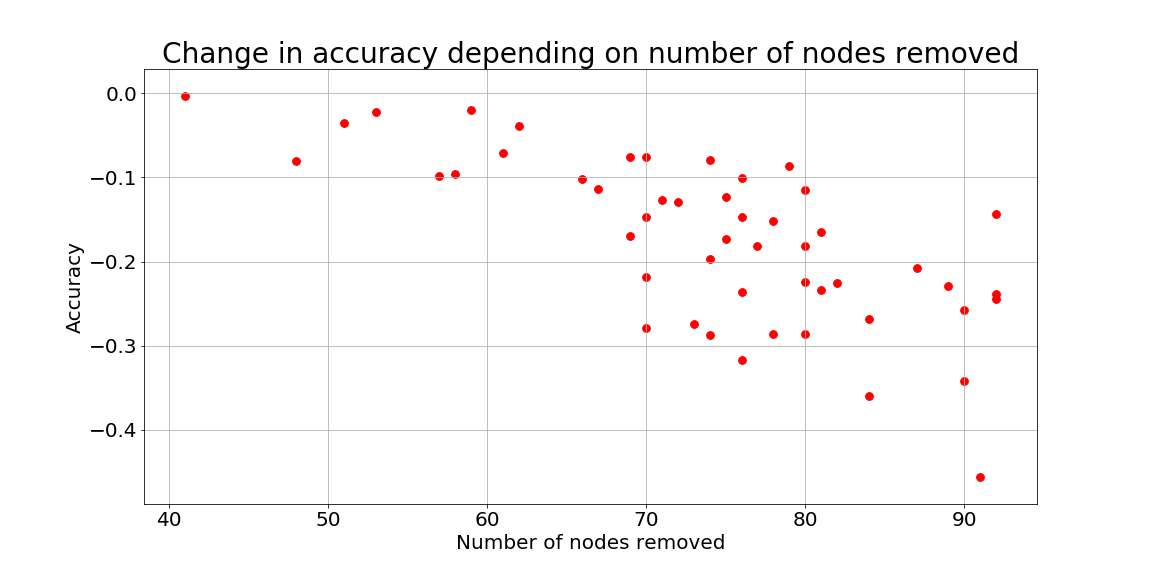 Change in accuracy depending on number of nodes removed
0.0
−0.1
−0.2
−0.3
−0.4
Accuracy
40 50 60 70 80 90
Number of nodes removed